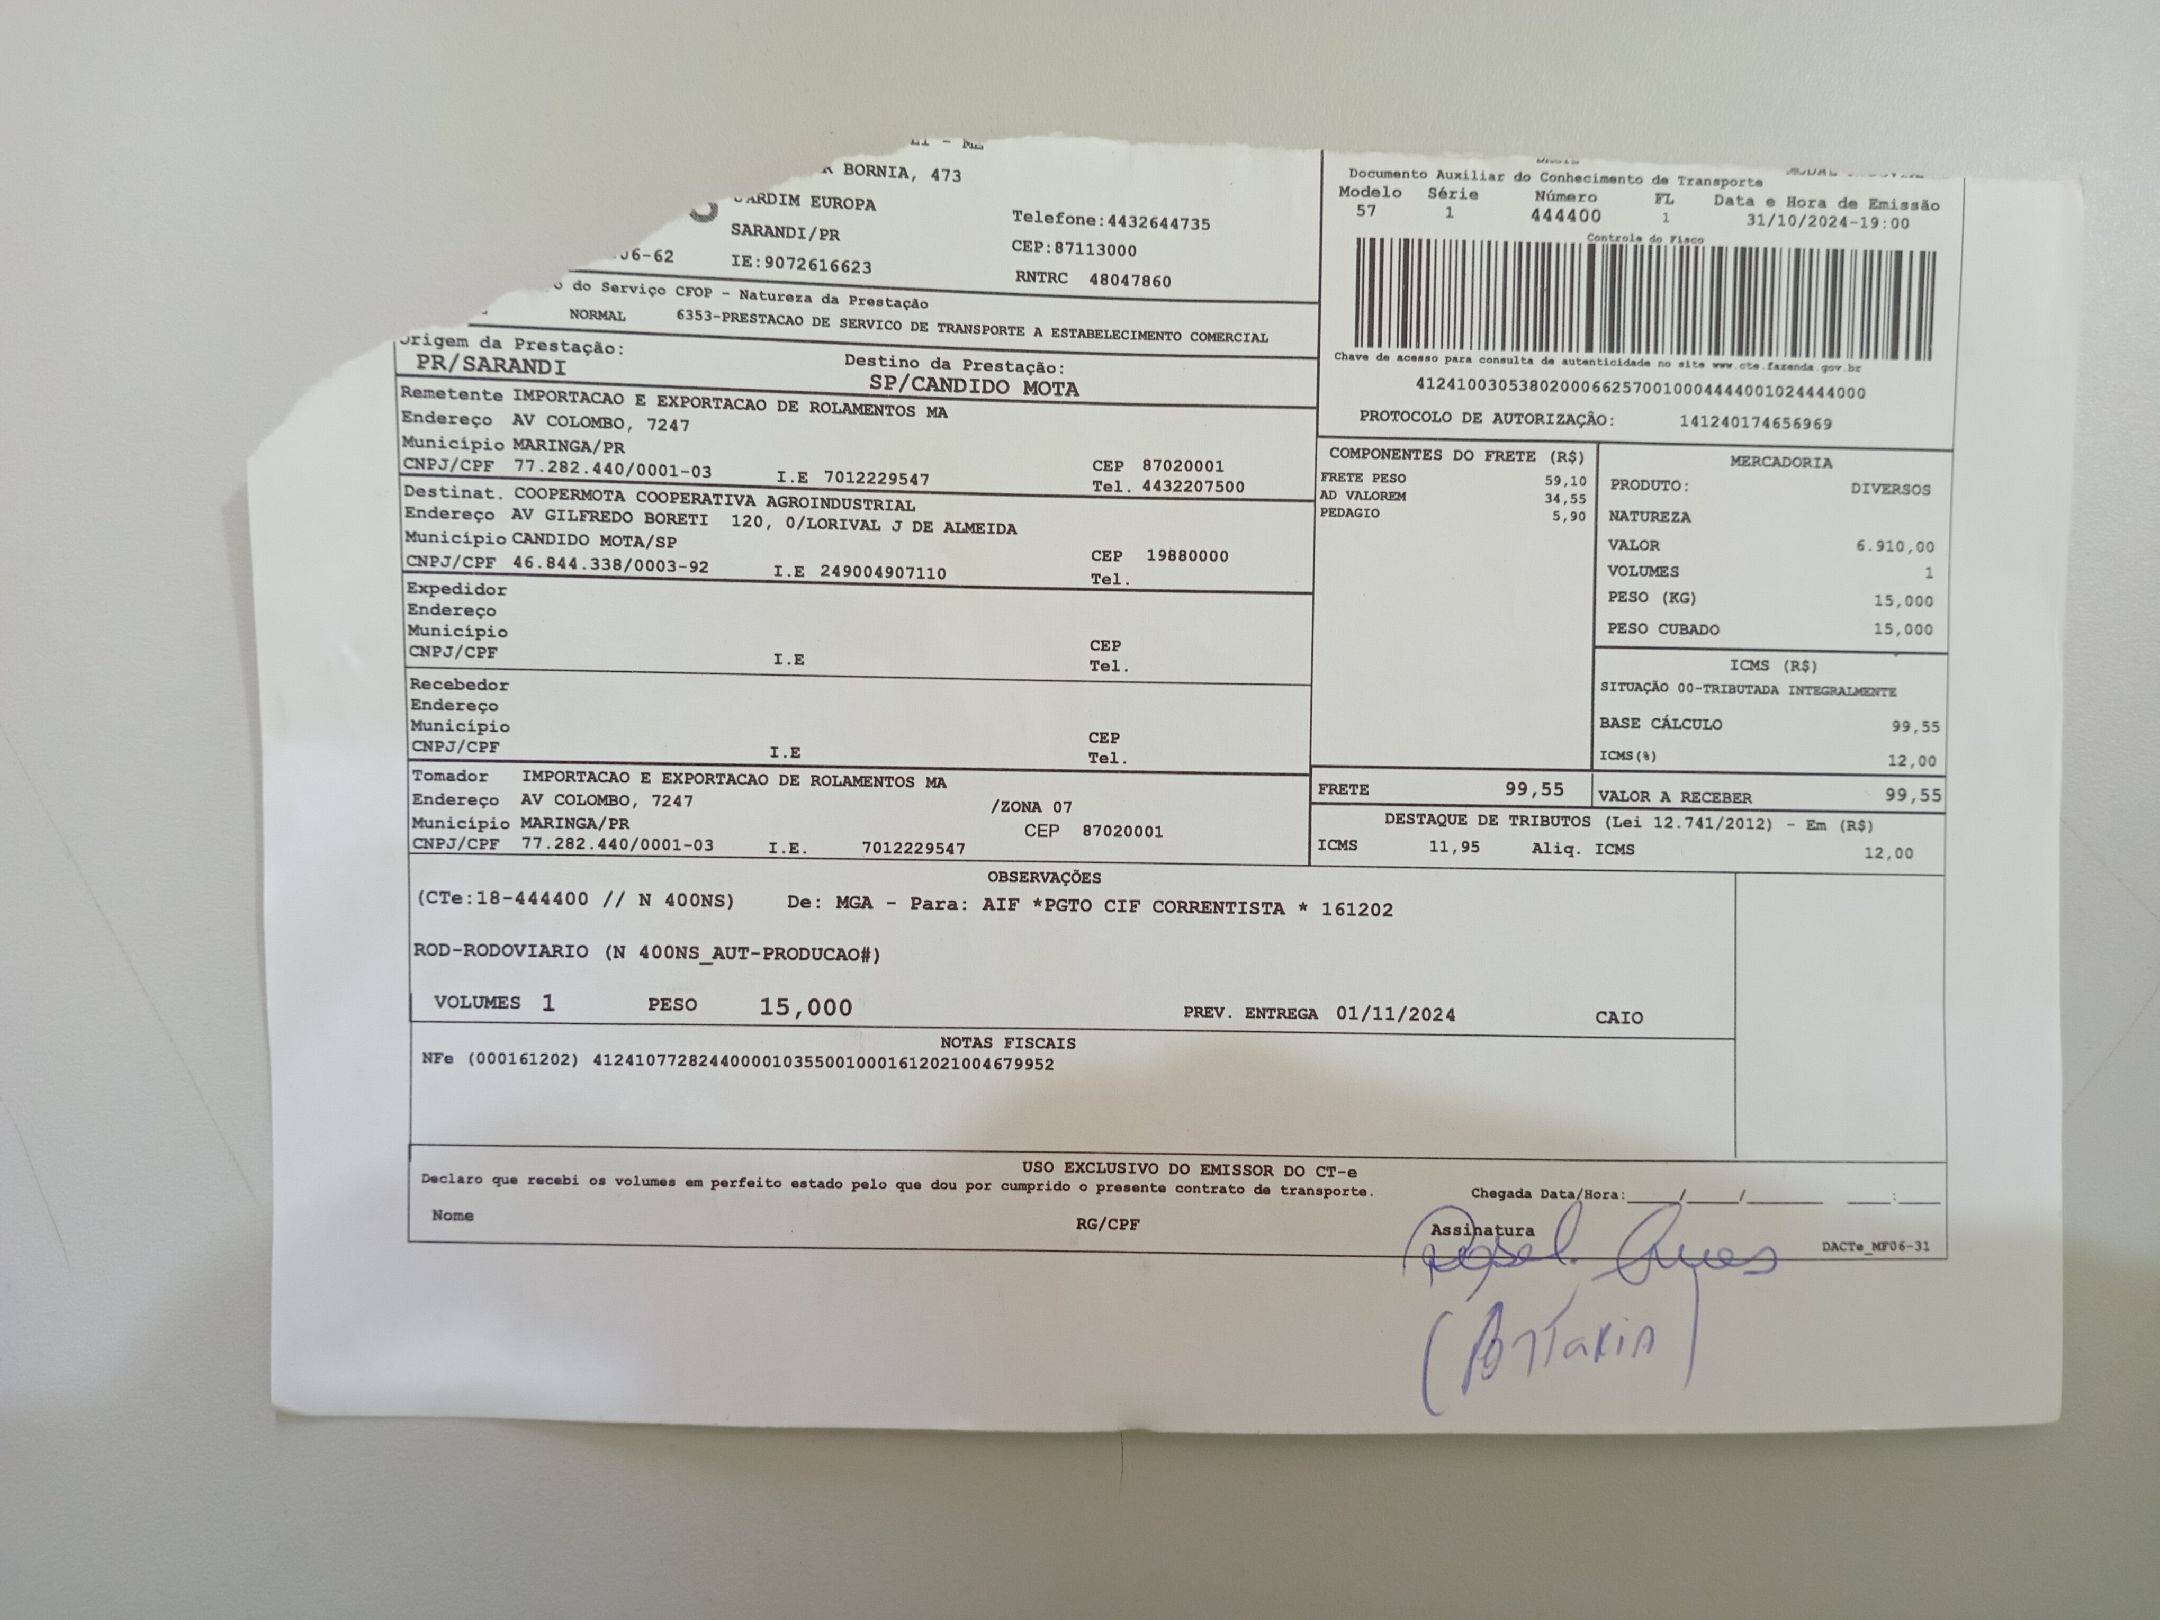 BORNIA, 473
JARDIM EUROPA
SARANDI/PR
Telefone:4432644735
CEP:87113000
06-62
IE:9072616623
RNTRC 48047860
do Serviço CFOP - Natureza da Prestação
NORMAL 6353-PRESTACAO DE SERVICO DE TRANSPORTE A ESTABELECIMENTO COMERCIAL
Documento Auxiliar do Conhecimento de Transporte
Modelo Série Número FL Data e Hora de Emissão
57 1 444400 1 31/10/2024-19:00
Controle do Fisco
Chave de acesso para consulta de autenticidade no site www.cte.fazenda.gov.br
41241003053802000662570010004444001024444000
PROTOCOLO DE AUTORIZAÇÃO: 141240174656969
Origem da Prestação:
PR/SARANDI
Destino da Prestação:
SP/CANDIDO MOTA
Remetente IMPORTACAO E EXPORTACAO DE ROLAMENTOS MA
Endereço AV COLOMBO, 7247
Município MARINGA/PR
CNPJ/CPF 77.282.440/0001-03 I.E 7012229547
CEP 87020001
Tel. 4432207500
Destinat. COOPERMOTA COOPERATIVA AGROINDUSTRIAL
Endereço AV GILFREDO BORETI 120, 0/LORIVAL J DE ALMEIDA
Município CANDIDO MOTA/SP
CNPJ/CPF 46.844.338/0003-92 I.E 249004907110
CEP 19880000
Tel.
Expedidor
Endereço
Município
CNPJ/CPF I.E
CEP
Tel.
Recebedor
Endereço
Município
CNPJ/CPF I.E
CEP
Tel.
Tomador IMPORTACAO E EXPORTACAO DE ROLAMENTOS MA
Endereço AV COLOMBO, 7247 /ZONA 07
Município MARINGA/PR CEP 87020001
CNPJ/CPF 77.282.440/0001-03 I.E. 7012229547
COMPONENTES DO FRETE (R$)
FRETE PESO 59,10
AD VALOREM 34,55
PEDAGIO 5,90
MERCADORIA
PRODUTO: DIVERSOS
NATUREZA
VALOR 6.910,00
VOLUMES 1
PESO (KG) 15,000
PESO CUBADO 15,000
ICMS (R$)
SITUAÇÃO 00-TRIBUTADA INTEGRALMENTE
BASE CÁLCULO 99,55
ICMS(%) 12,00
FRETE 99,55
VALOR A RECEBER 99,55
DESTAQUE DE TRIBUTOS (Lei 12.741/2012) - Em (R$)
ICMS 11,95 Aliq. ICMS 12,00
OBSERVAÇÕES
(CTe:18-444400 // N 400NS) De: MGA - Para: AIF *PGTO CIF CORRENTISTA * 161202
ROD-RODOVIARIO (N 400NS_AUT-PRODUCAO#)
VOLUMES 1 PESO 15,000 PREV. ENTREGA 01/11/2024 CAIO
NOTAS FISCAIS
NFe (000161202) 41241077282440000103550010001612021004679952
USO EXCLUSIVO DO EMISSOR DO CT-e
Declaro que recebi os volumes em perfeito estado pelo que dou por cumprido o presente contrato de transporte.
Chegada Data/Hora:____/____/______ ___:___
Nome RG/CPF Assinatura
DACTe_MF06-31
(Portaria)